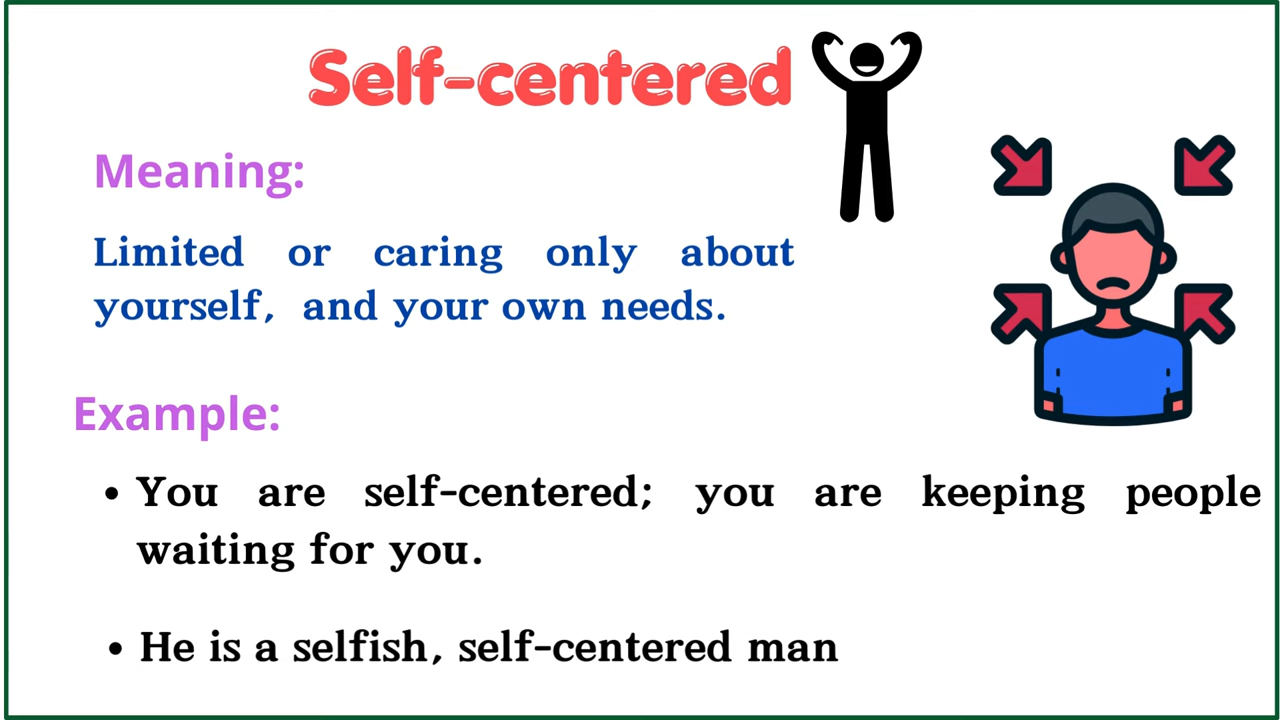 Self-centered
Meaning:
Limited or caring only about
yourself, and your own needs.
Example:
• You are self-centered; you are keeping people
waiting for you.
• He is a selfish, self-centered man